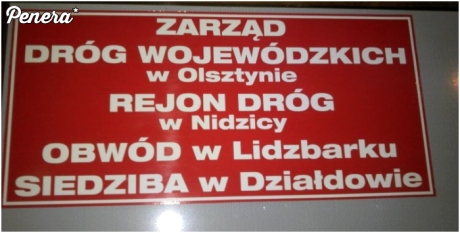 Penera*
ZARZĄD
DRÓG WOJEWÓDZKICH
w Olsztynie
REJON DRÓG
w Nidzicy
OBWÓD w Lidzbarku
SIEDZIBA w Działdowie